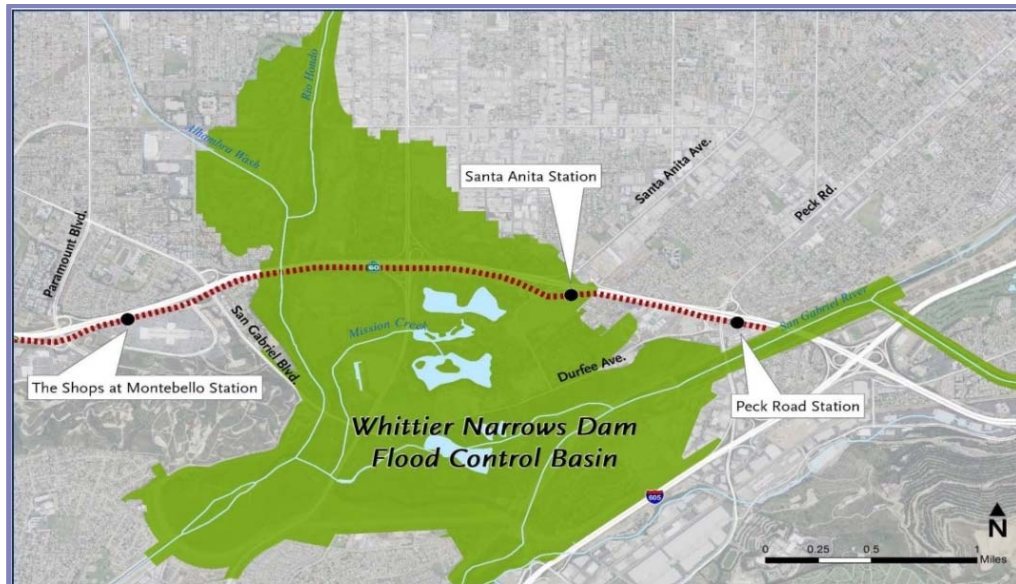 Rio Hondo
Alhambra Wash
Santa Anita Station
Santa Anita Ave.
Peck Rd.
Paramount Blvd.
60
San Gabriel River
San Gabriel Blvd.
Mission Creek
The Shops at Montebello Station
Durfee Ave.
Peck Road Station
Whittier Narrows Dam
Flood Control Basin
605
N
0 0.25 0.5 1
Miles